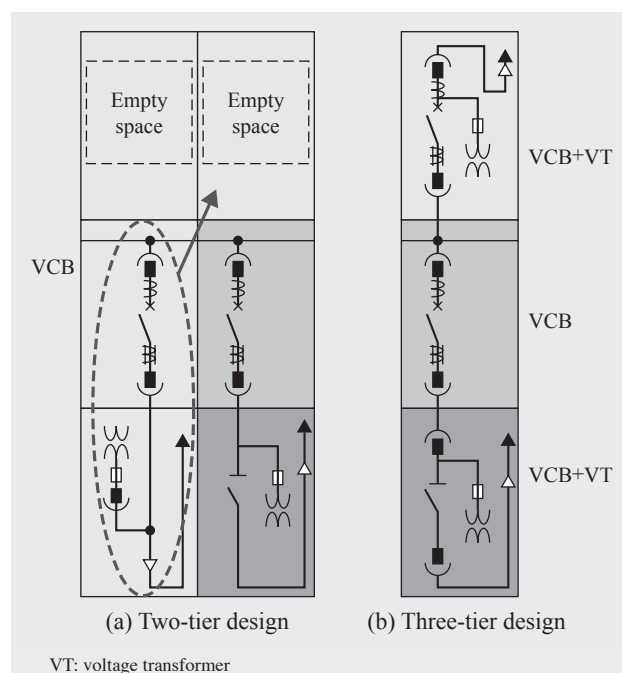 Empty
space
Empty
space
VCB
VCB+VT
VCB
VCB+VT
(a) Two-tier design
(b) Three-tier design
VT: voltage transformer